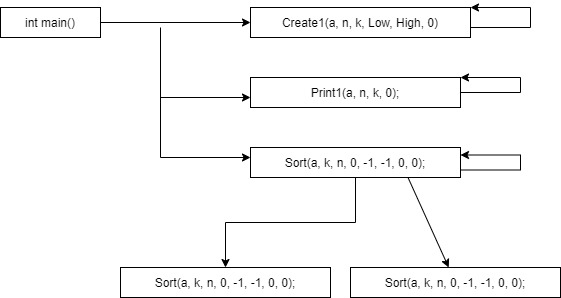 int main()
Create1(a, n, k, Low, High, 0)
Print1(a, n, k, 0);
Sort(a, k, n, 0, -1, -1, 0, 0);
Sort(a, k, n, 0, -1, -1, 0, 0);
Sort(a, k, n, 0, -1, -1, 0, 0);